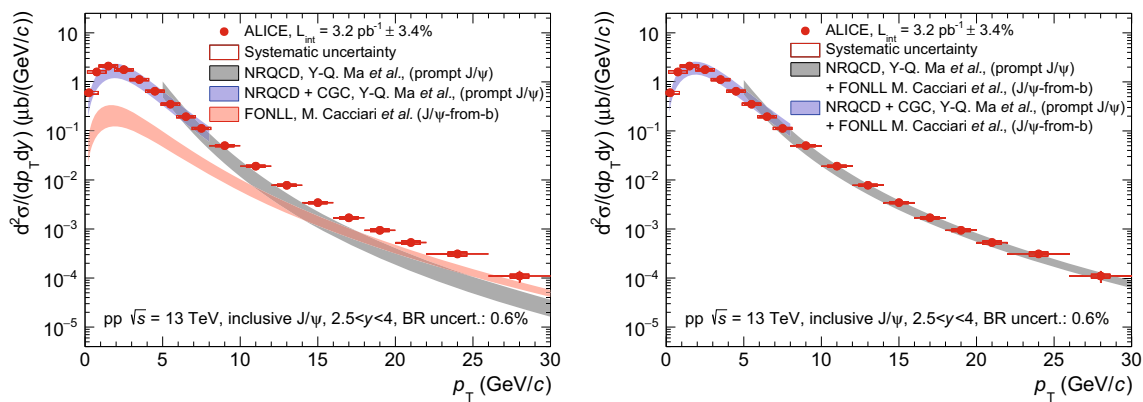 ALICE, L_int = 3.2 pb⁻¹ ± 3.4%
Systematic uncertainty
NRQCD, Y-Q. Ma et al., (prompt J/ψ)
NRQCD + CGC, Y-Q. Ma et al., (prompt J/ψ)
FONLL, M. Cacciari et al. (J/ψ-from-b)
d²σ/(dp_T dy) (μb/(GeV/c))
10
1
10⁻¹
10⁻²
10⁻³
10⁻⁴
10⁻⁵
pp √s = 13 TeV, inclusive J/ψ, 2.5<y<4, BR uncert.: 0.6%
0 5 10 15 20 25 30
p_T (GeV/c)
ALICE, L_int = 3.2 pb⁻¹ ± 3.4%
Systematic uncertainty
NRQCD, Y-Q. Ma et al., (prompt J/ψ)
+ FONLL M. Cacciari et al., (J/ψ-from-b)
NRQCD + CGC, Y-Q. Ma et al., (prompt J/ψ)
+ FONLL M. Cacciari et al., (J/ψ-from-b)
d²σ/(dp_T dy) (μb/(GeV/c))
10
1
10⁻¹
10⁻²
10⁻³
10⁻⁴
10⁻⁵
pp √s = 13 TeV, inclusive J/ψ, 2.5<y<4, BR uncert.: 0.6%
0 5 10 15 20 25 30
p_T (GeV/c)